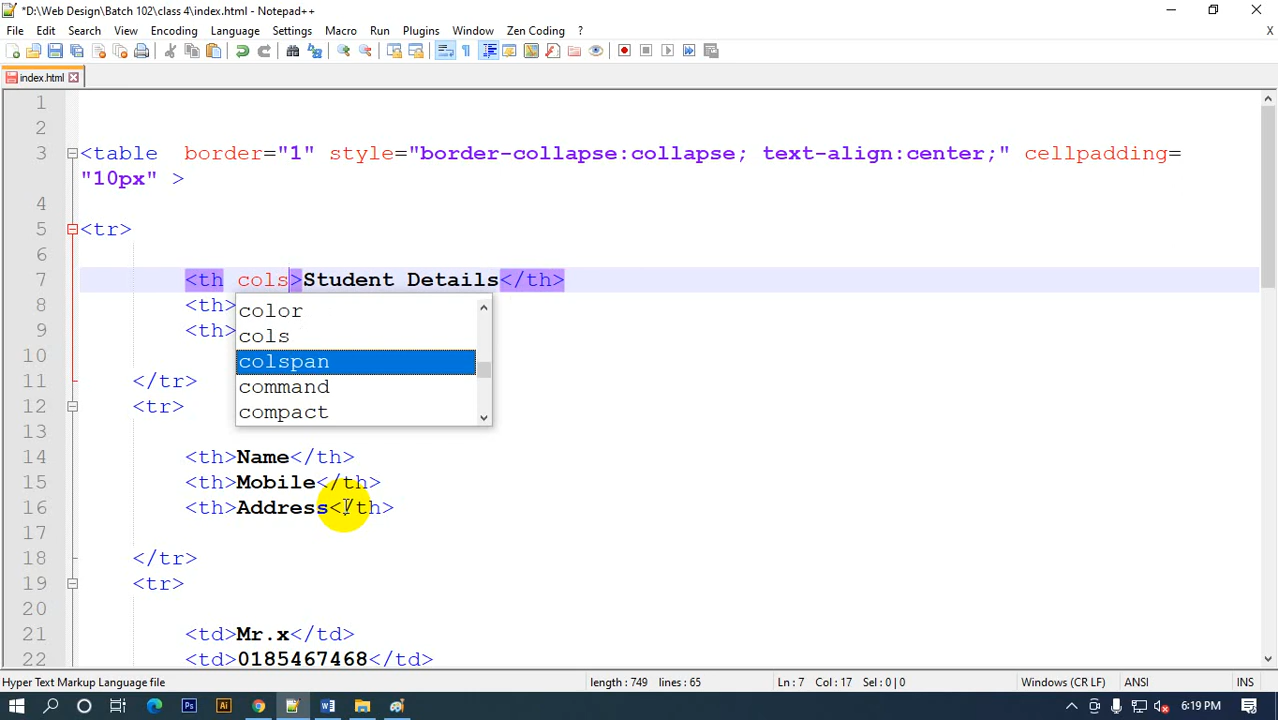 *D:\Web Design\Batch 102\class 4\index.html - Notepad++
File Edit Search View Encoding Language Settings Macro Run Plugins Window Zen Coding ? X
index.html
1
2
3 <table border="1" style="border-collapse:collapse; text-align:center;" cellpadding=
"10px" >
4
5 <tr>
6
7 <th cols>Student Details</th>
8 <th>
color
9 <th>
cols
10
colspan
11 </tr>
command
12 <tr>
compact
13
14 <th>Name</th>
15 <th>Mobile</th>
16 <th>Address</th>
17
18 </tr>
19 <tr>
20
21 <td>Mr.x</td>
22 <td>0185467468</td>
Hyper Text Markup Language file length : 749 lines : 65 Ln : 7 Col : 17 Sel : 0 | 0 Windows (CR LF) ANSI INS
Ps Ai W 6:19 PM